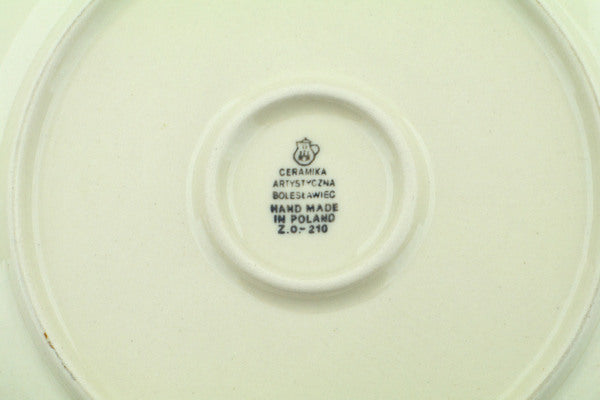 CERAMIKA
ARTYSTYCZNA
BOLESŁAWIEC
HAND MADE
IN POLAND
Z.O.-210